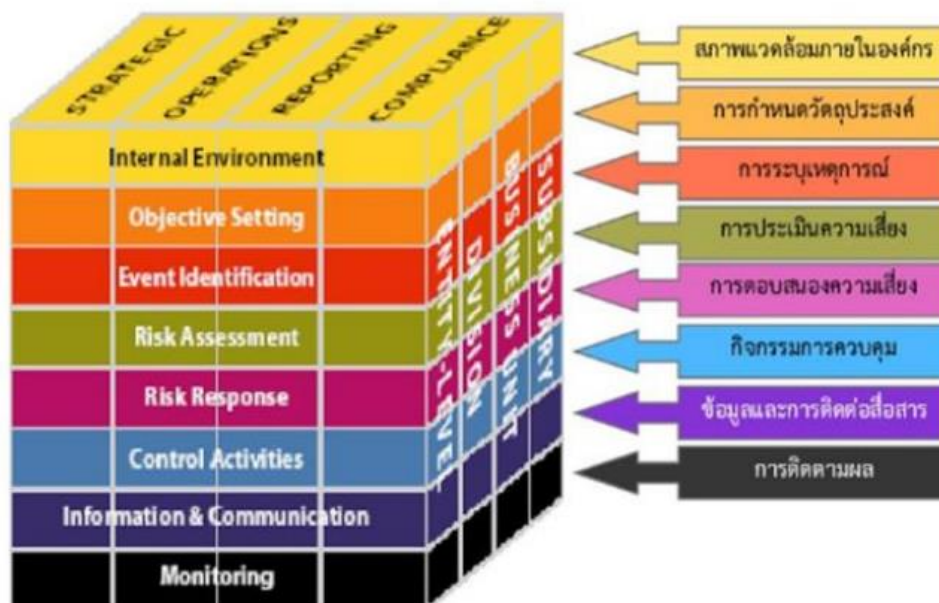 STRATEGIC
OPERATIONS
REPORTING
COMPLIANCE
Internal Environment
Objective Setting
Event Identification
Risk Assessment
Risk Response
Control Activities
Information & Communication
Monitoring
ENTITY-LEVEL
DIVISION
BUSINESS UNIT
SUBSIDIARY
สภาพแวดล้อมภายในองค์กร
การกำหนดวัตถุประสงค์
การระบุเหตุการณ์
การประเมินความเสี่ยง
การตอบสนองความเสี่ยง
กิจกรรมการควบคุม
ข้อมูลและการติดต่อสื่อสาร
การติดตามผล